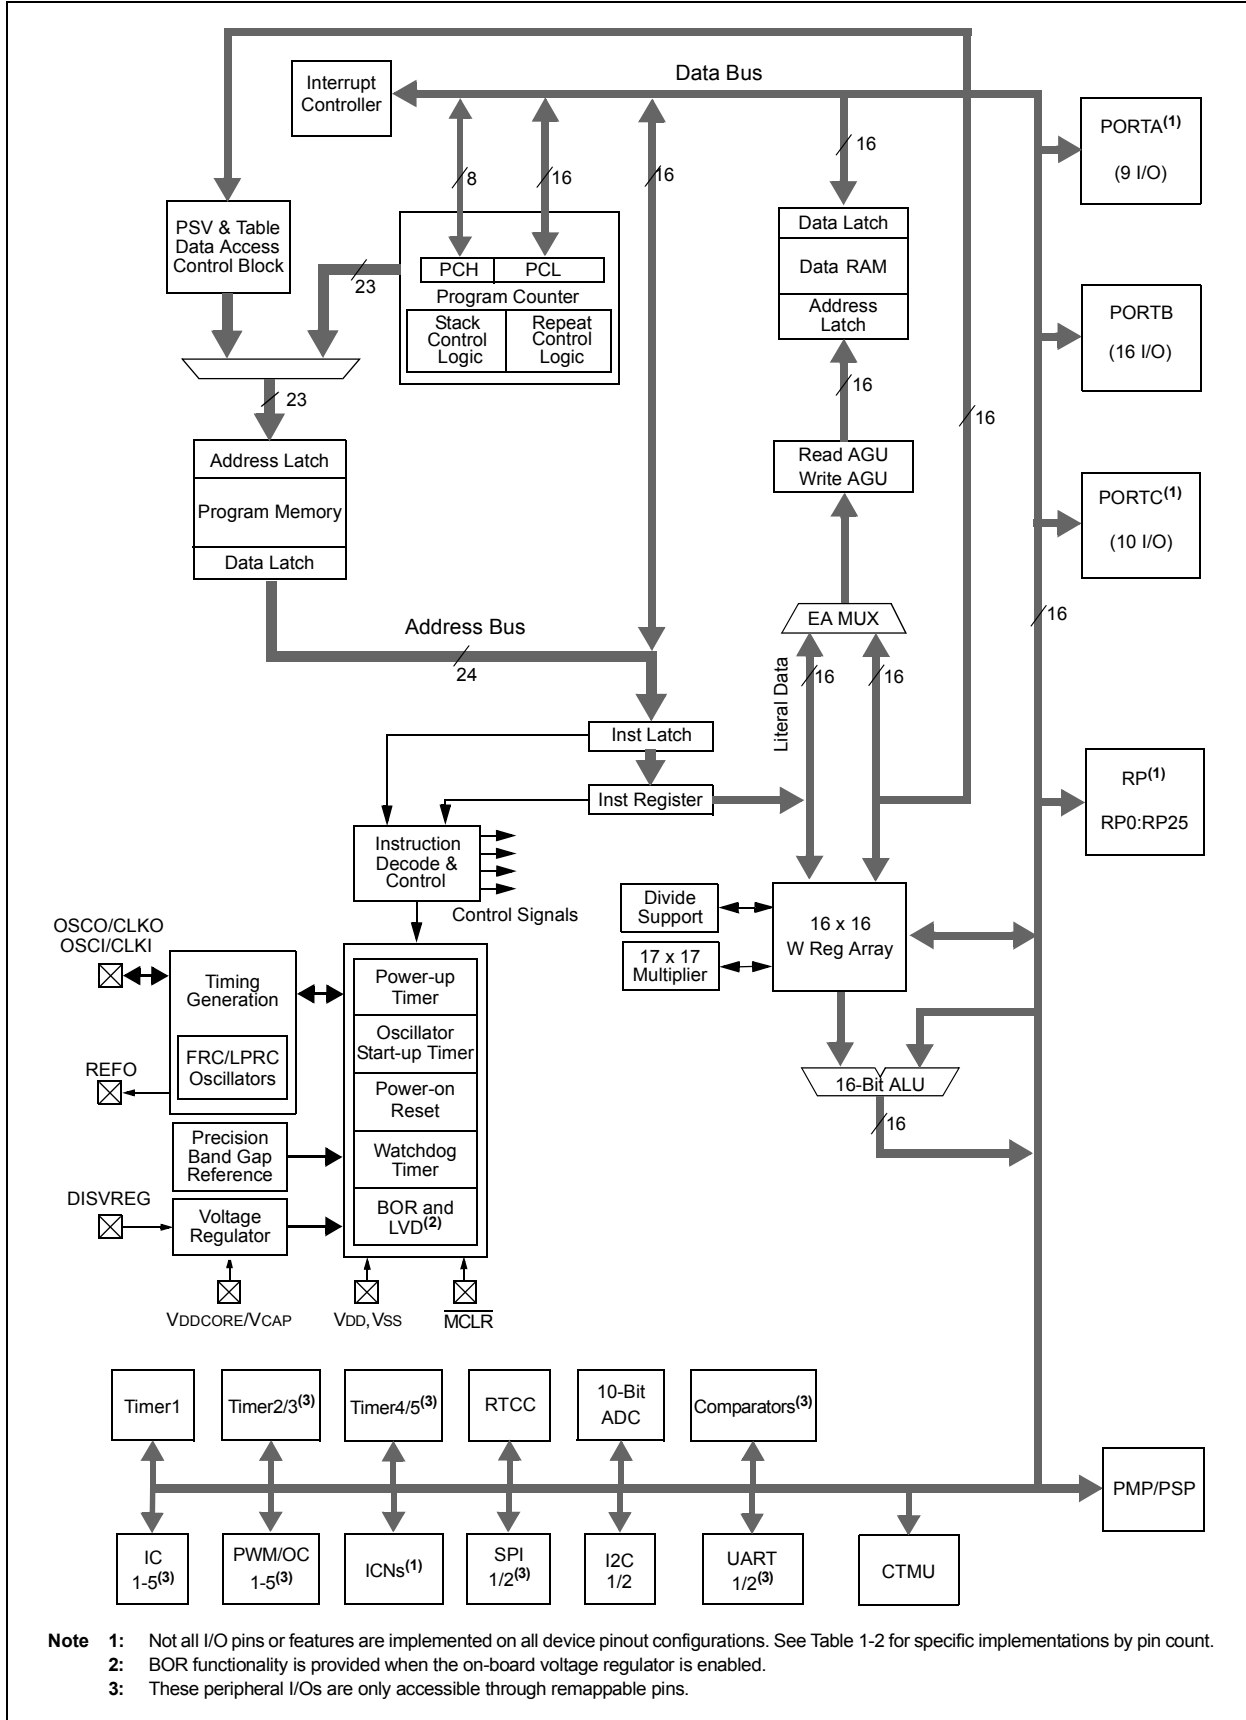 Data Bus
Interrupt
Controller
PORTA(1)
(9 I/O)
16
8
16
16
PSV & Table
Data Access
Control Block
Data Latch
Data RAM
Address
Latch
PCH
PCL
23
Program Counter
Stack
Control
Logic
Repeat
Control
Logic
PORTB
(16 I/O)
16
23
16
Address Latch
Program Memory
Data Latch
Read AGU
Write AGU
PORTC(1)
(10 I/O)
EA MUX
16
Address Bus
24
Literal Data
16
16
Inst Latch
Inst Register
RP(1)
RP0:RP25
Instruction
Decode &
Control
Control Signals
Divide
Support
16 x 16
W Reg Array
17 x 17
Multiplier
OSCO/CLKO
OSCI/CLKI
Timing
Generation
Power-up
Timer
Oscillator
Start-up Timer
FRC/LPRC
Oscillators
REFO
Power-on
Reset
16-Bit ALU
16
Precision
Band Gap
Reference
Watchdog
Timer
DISVREG
Voltage
Regulator
BOR and
LVD(2)
VDDCORE/VCAP
VDD, VSS
MCLR
Timer1
Timer2/3(3)
Timer4/5(3)
RTCC
10-Bit
ADC
Comparators(3)
PMP/PSP
IC
1-5(3)
PWM/OC
1-5(3)
ICNs(1)
SPI
1/2(3)
I2C
1/2
UART
1/2(3)
CTMU
Note 1: Not all I/O pins or features are implemented on all device pinout configurations. See Table 1-2 for specific implementations by pin count.
2: BOR functionality is provided when the on-board voltage regulator is enabled.
3: These peripheral I/Os are only accessible through remappable pins.